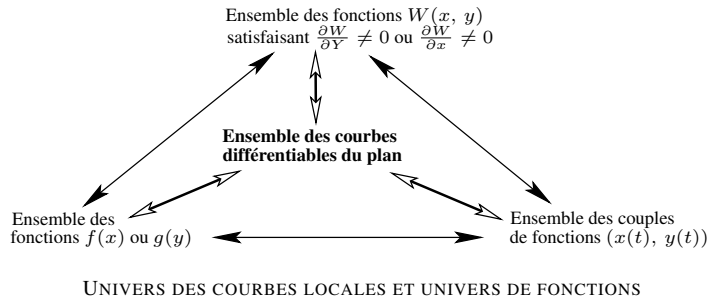 Ensemble des fonctions W(x, y)
satisfaisant ∂W/∂Y ≠ 0 ou ∂W/∂x ≠ 0
Ensemble des courbes
différentiables du plan
Ensemble des
fonctions f(x) ou g(y)
Ensemble des couples
de fonctions (x(t), y(t))
UNIVERS DES COURBES LOCALES ET UNIVERS DE FONCTIONS